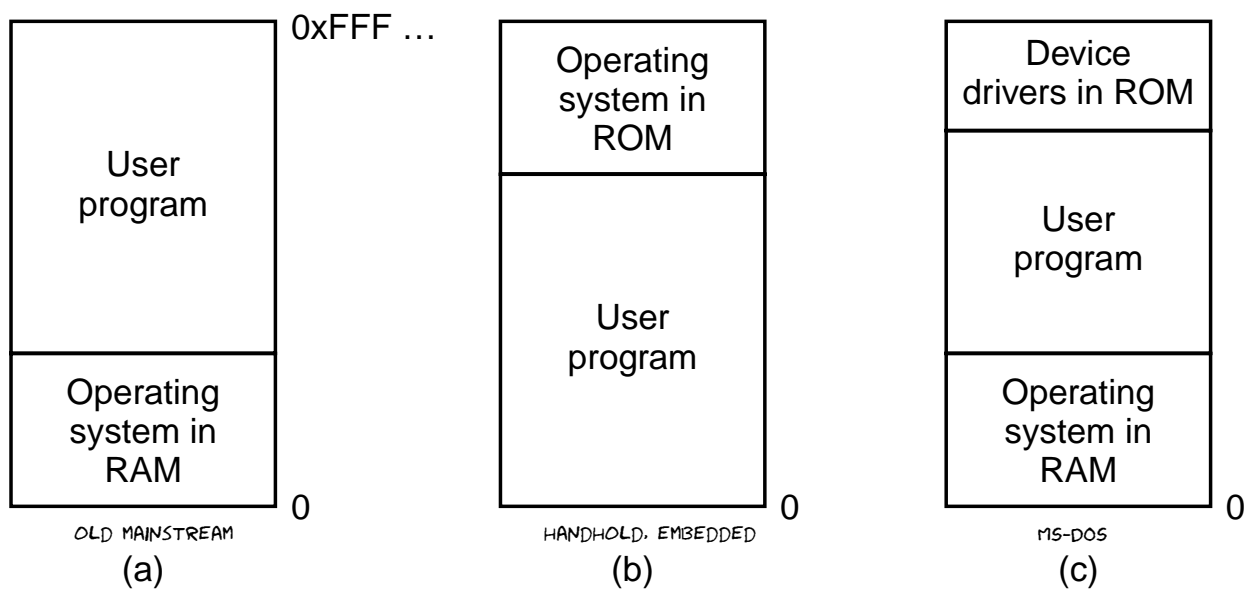 0xFFF …
User
program
Operating
system in
RAM
0
OLD MAINSTREAM
(a)
Operating
system in
ROM
User
program
0
HANDHOLD, EMBEDDED
(b)
Device
drivers in ROM
User
program
Operating
system in
RAM
0
MS-DOS
(c)